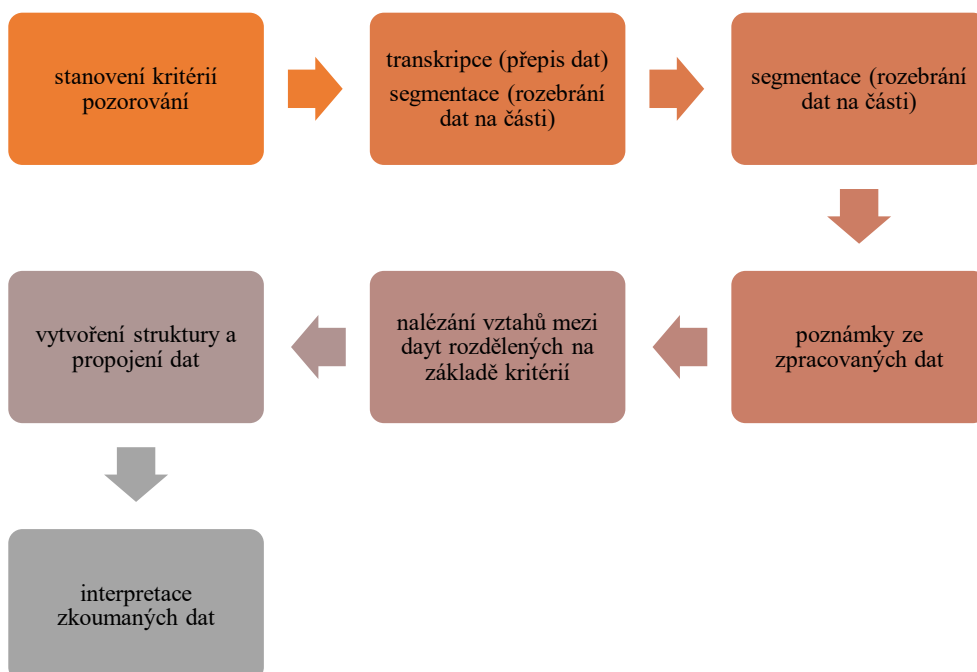 stanovení kritérií
pozorování
transkripce (přepis dat)
segmentace (rozebrání
dat na části)
segmentace (rozebrání
dat na části)
poznámky ze
zpracovaných dat
nalézání vztahů mezi
dayt rozdělených na
základě kritérií
vytvoření struktury a
propojení dat
interpretace
zkoumaných dat